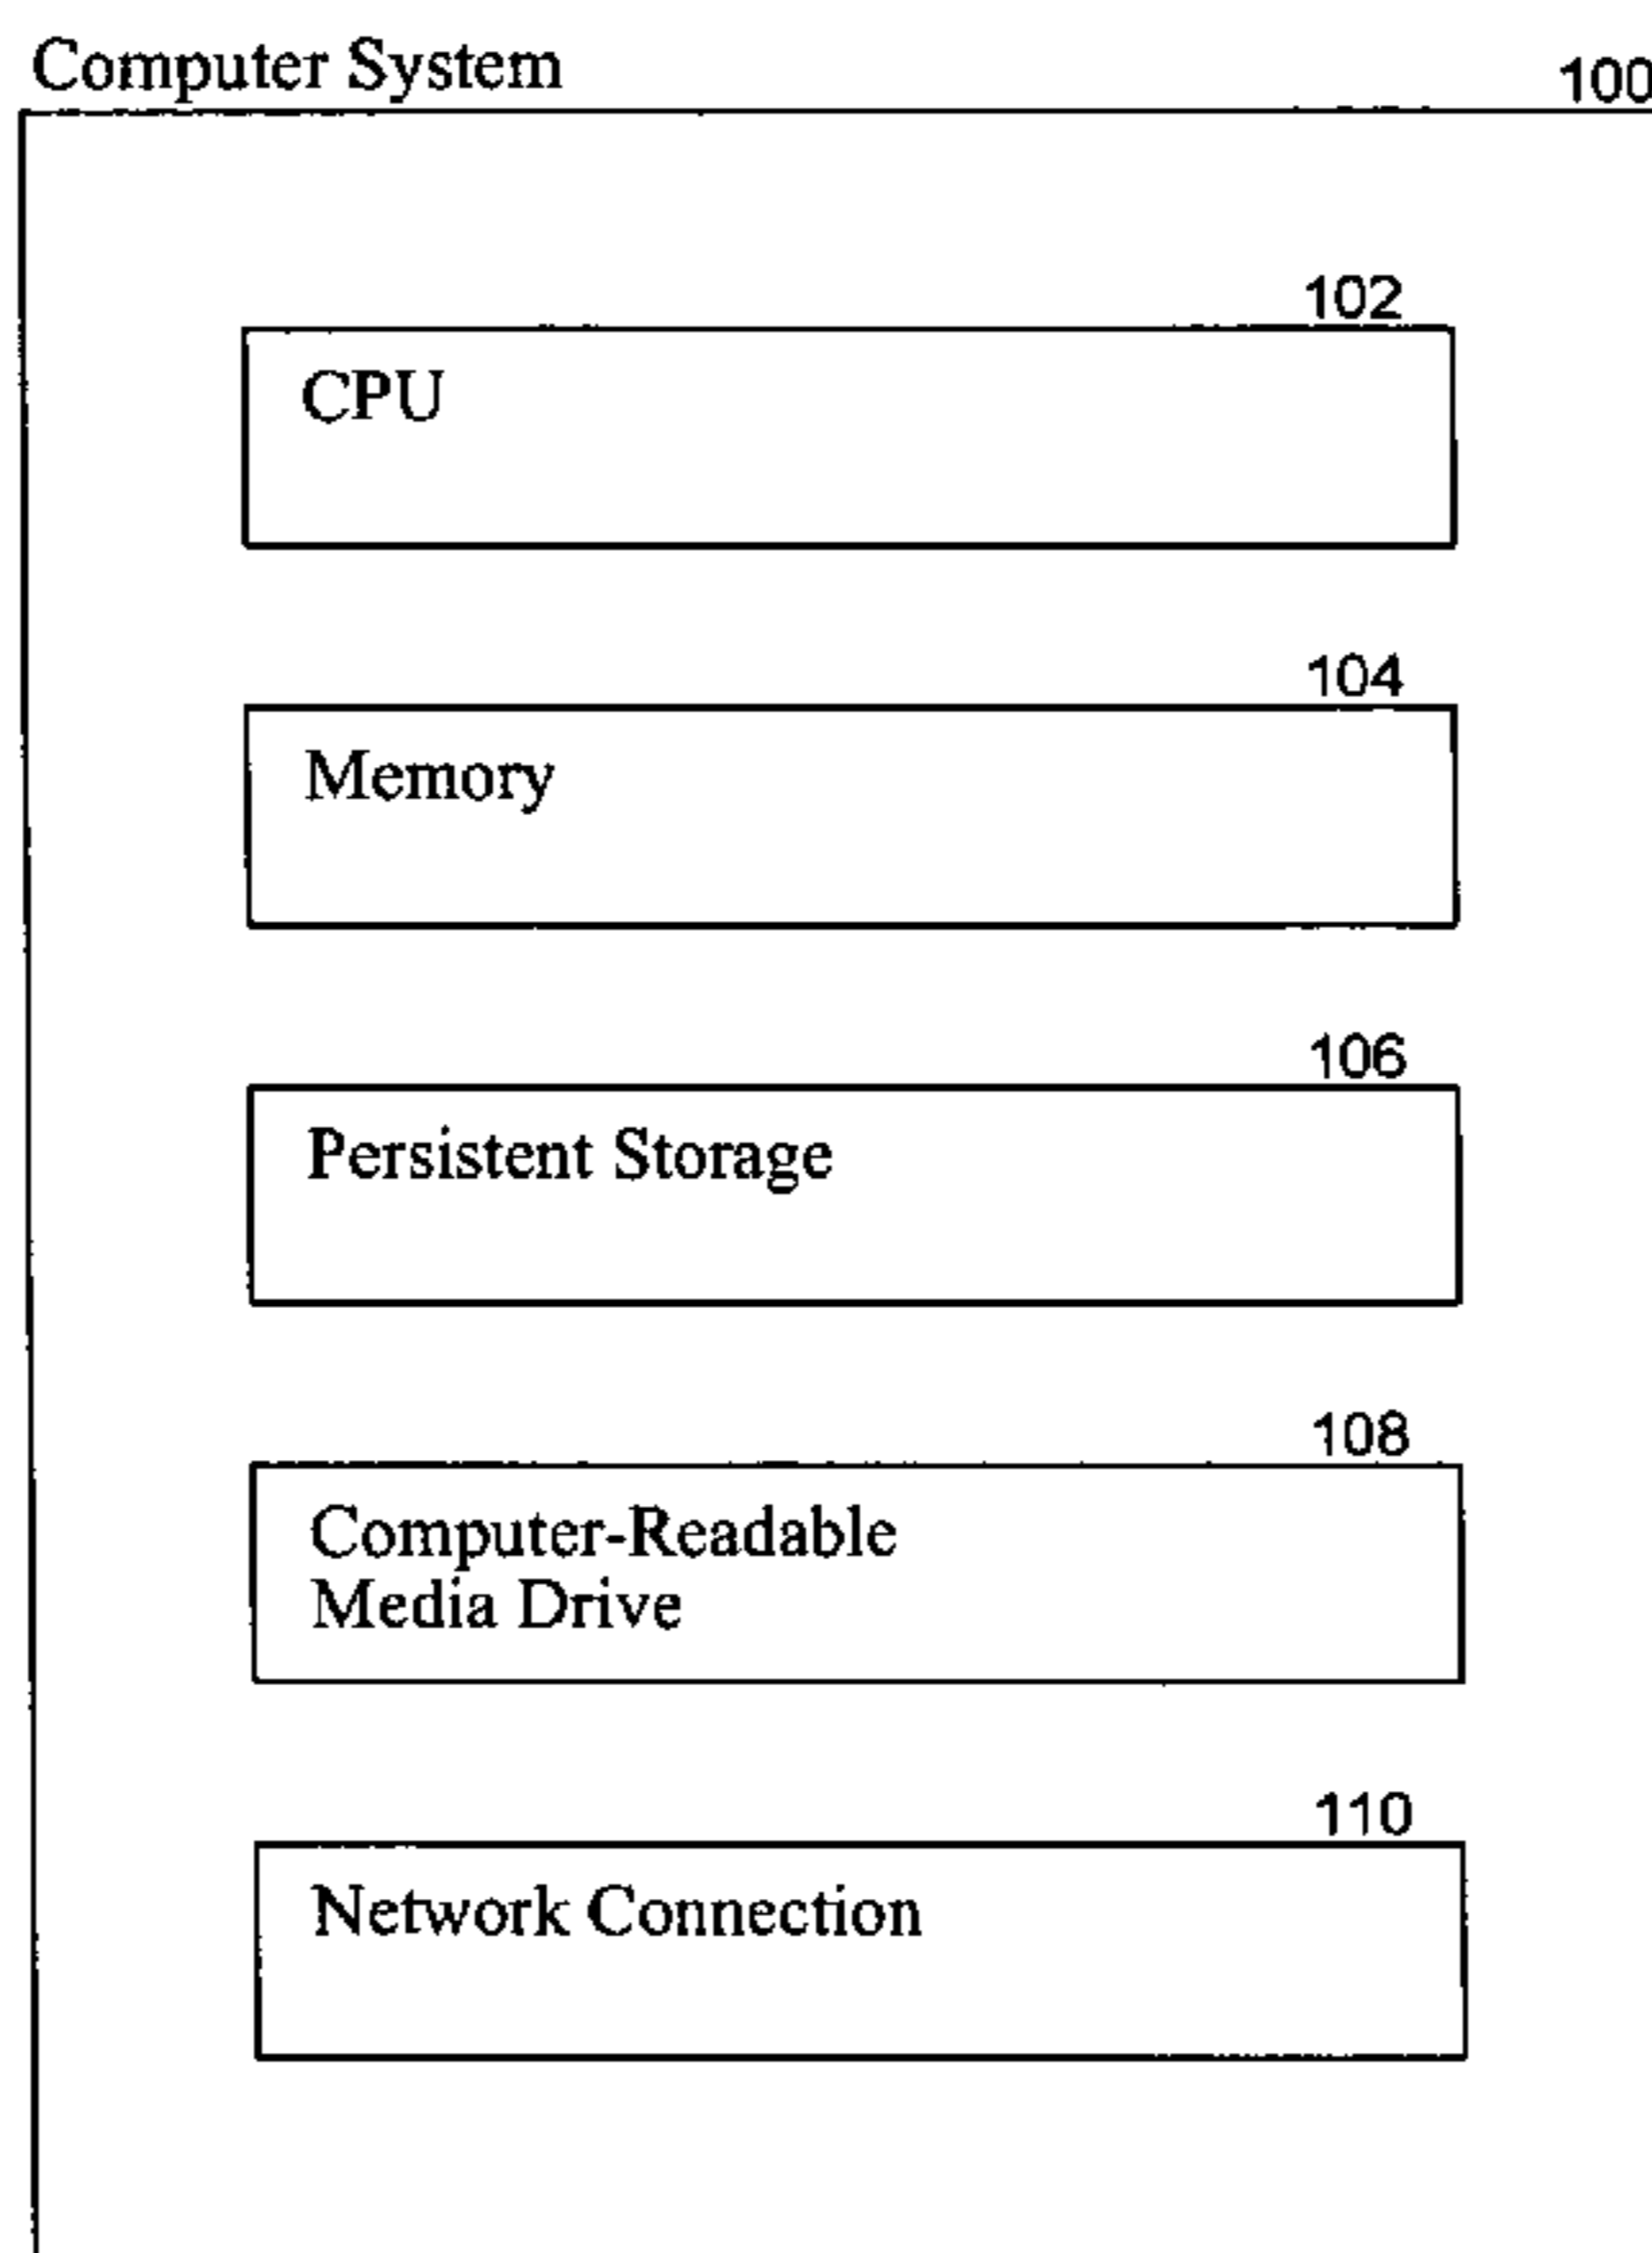 Computer System 100
102
CPU
104
Memory
106
Persistent Storage
108
Computer-Readable
Media Drive
110
Network Connection